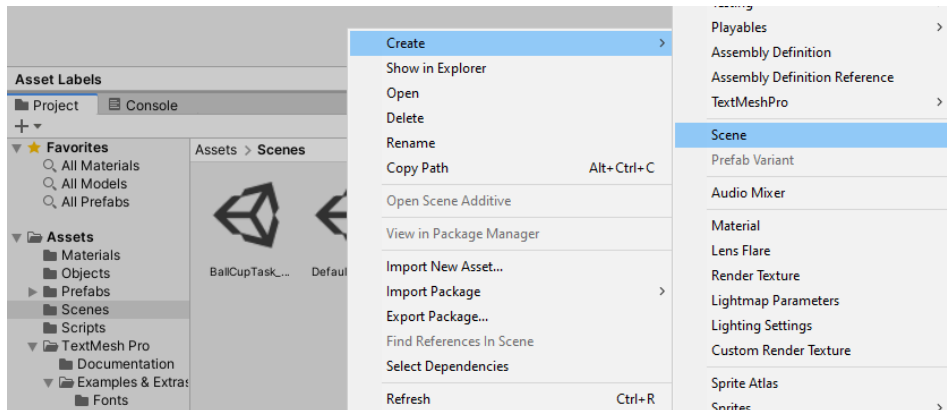 Asset Labels
Project
Console
Favorites
All Materials
All Models
All Prefabs
Assets
Materials
Objects
Prefabs
Scenes
Scripts
TextMesh Pro
Documentation
Examples & Extras
Fonts
Assets > Scenes
BallCupTask_...
Defaul
Create >
Show in Explorer
Open
Delete
Rename
Copy Path Alt+Ctrl+C
Open Scene Additive
View in Package Manager
Import New Asset...
Import Package >
Export Package...
Find References In Scene
Select Dependencies
Refresh Ctrl+R
Playables >
Assembly Definition
Assembly Definition Reference
TextMeshPro >
Scene
Prefab Variant
Audio Mixer
Material
Lens Flare
Render Texture
Lightmap Parameters
Lighting Settings
Custom Render Texture
Sprite Atlas
Sprites >